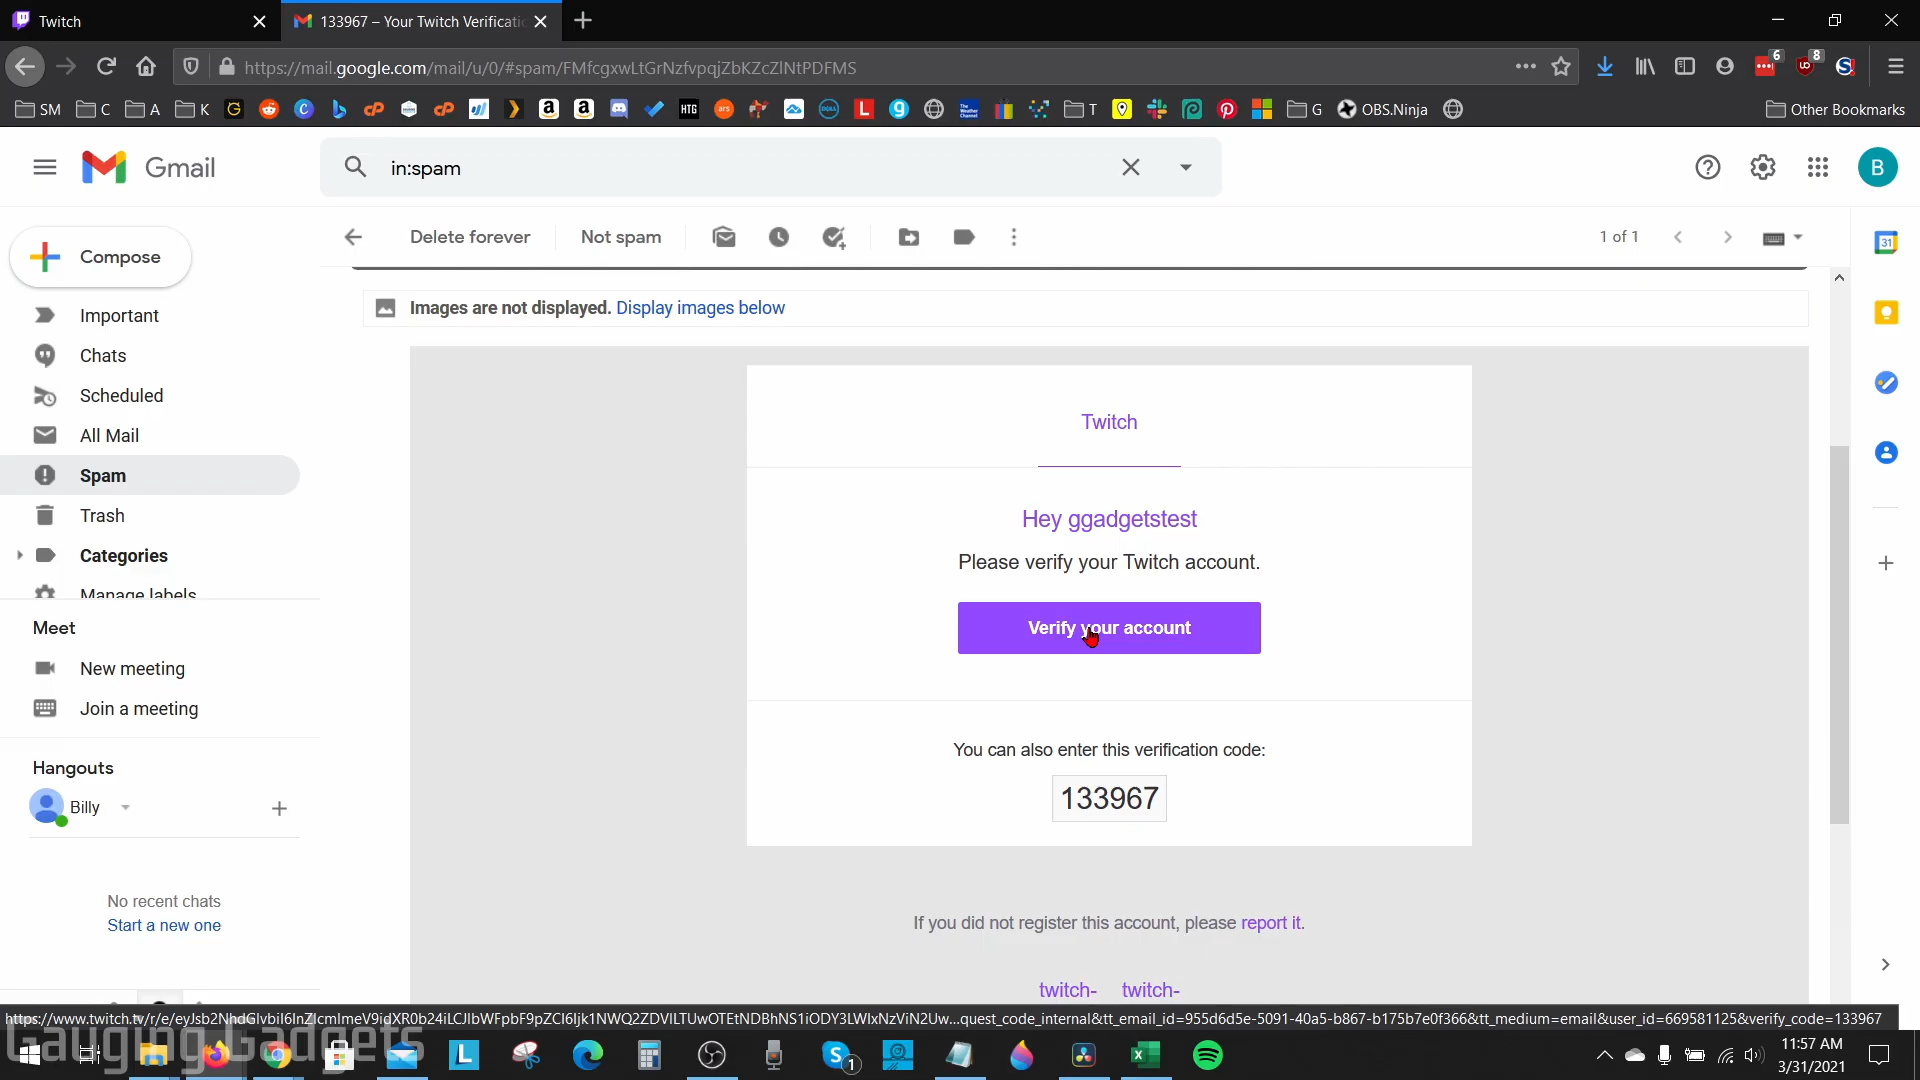 Twitch
133967 – Your Twitch Verificati
https://mail.google.com/mail/u/0/#spam/FMfcgxwLtGrNzfvpqjZbKZcZlNtPDFMS
6
8
SM
C
A
K
T
G
OBS.Ninja
Other Bookmarks
Gmail
in:spam
B
Compose
Delete forever
Not spam
1 of 1
31
Important
Chats
Scheduled
All Mail
Spam
Trash
Categories
Manage labels
Meet
New meeting
Join a meeting
Hangouts
Billy
No recent chats
Start a new one
Images are not displayed. Display images below
Twitch
Hey ggadgetstest
Please verify your Twitch account.
Verify your account
You can also enter this verification code:
133967
If you did not register this account, please report it.
twitch- twitch-
Gauging Gadgets
11:57 AM
3/31/2021